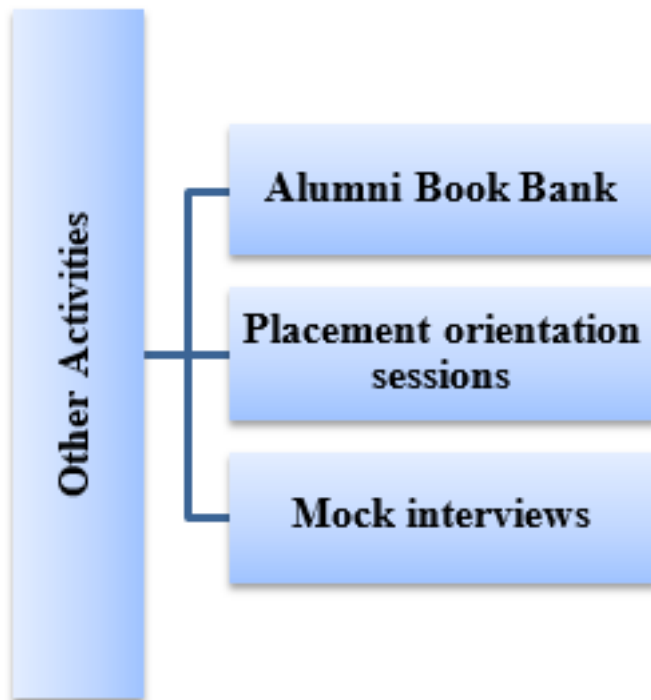 Other Activities
Alumni Book Bank
Placement orientation
sessions
Mock interviews